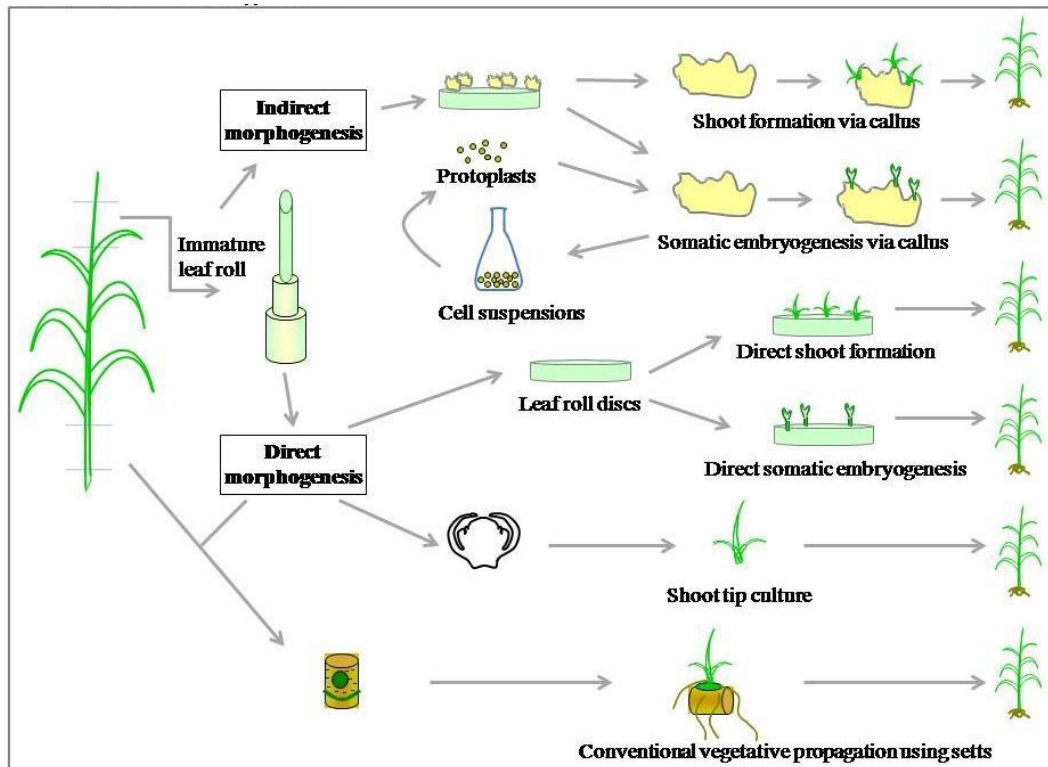 Indirect
morphogenesis
Shoot formation via callus
Protoplasts
Immature
leaf roll
Somatic embryogenesis via callus
Cell suspensions
Direct shoot formation
Leaf roll discs
Direct
morphogenesis
Direct somatic embryogenesis
Shoot tip culture
Conventional vegetative propagation using setts